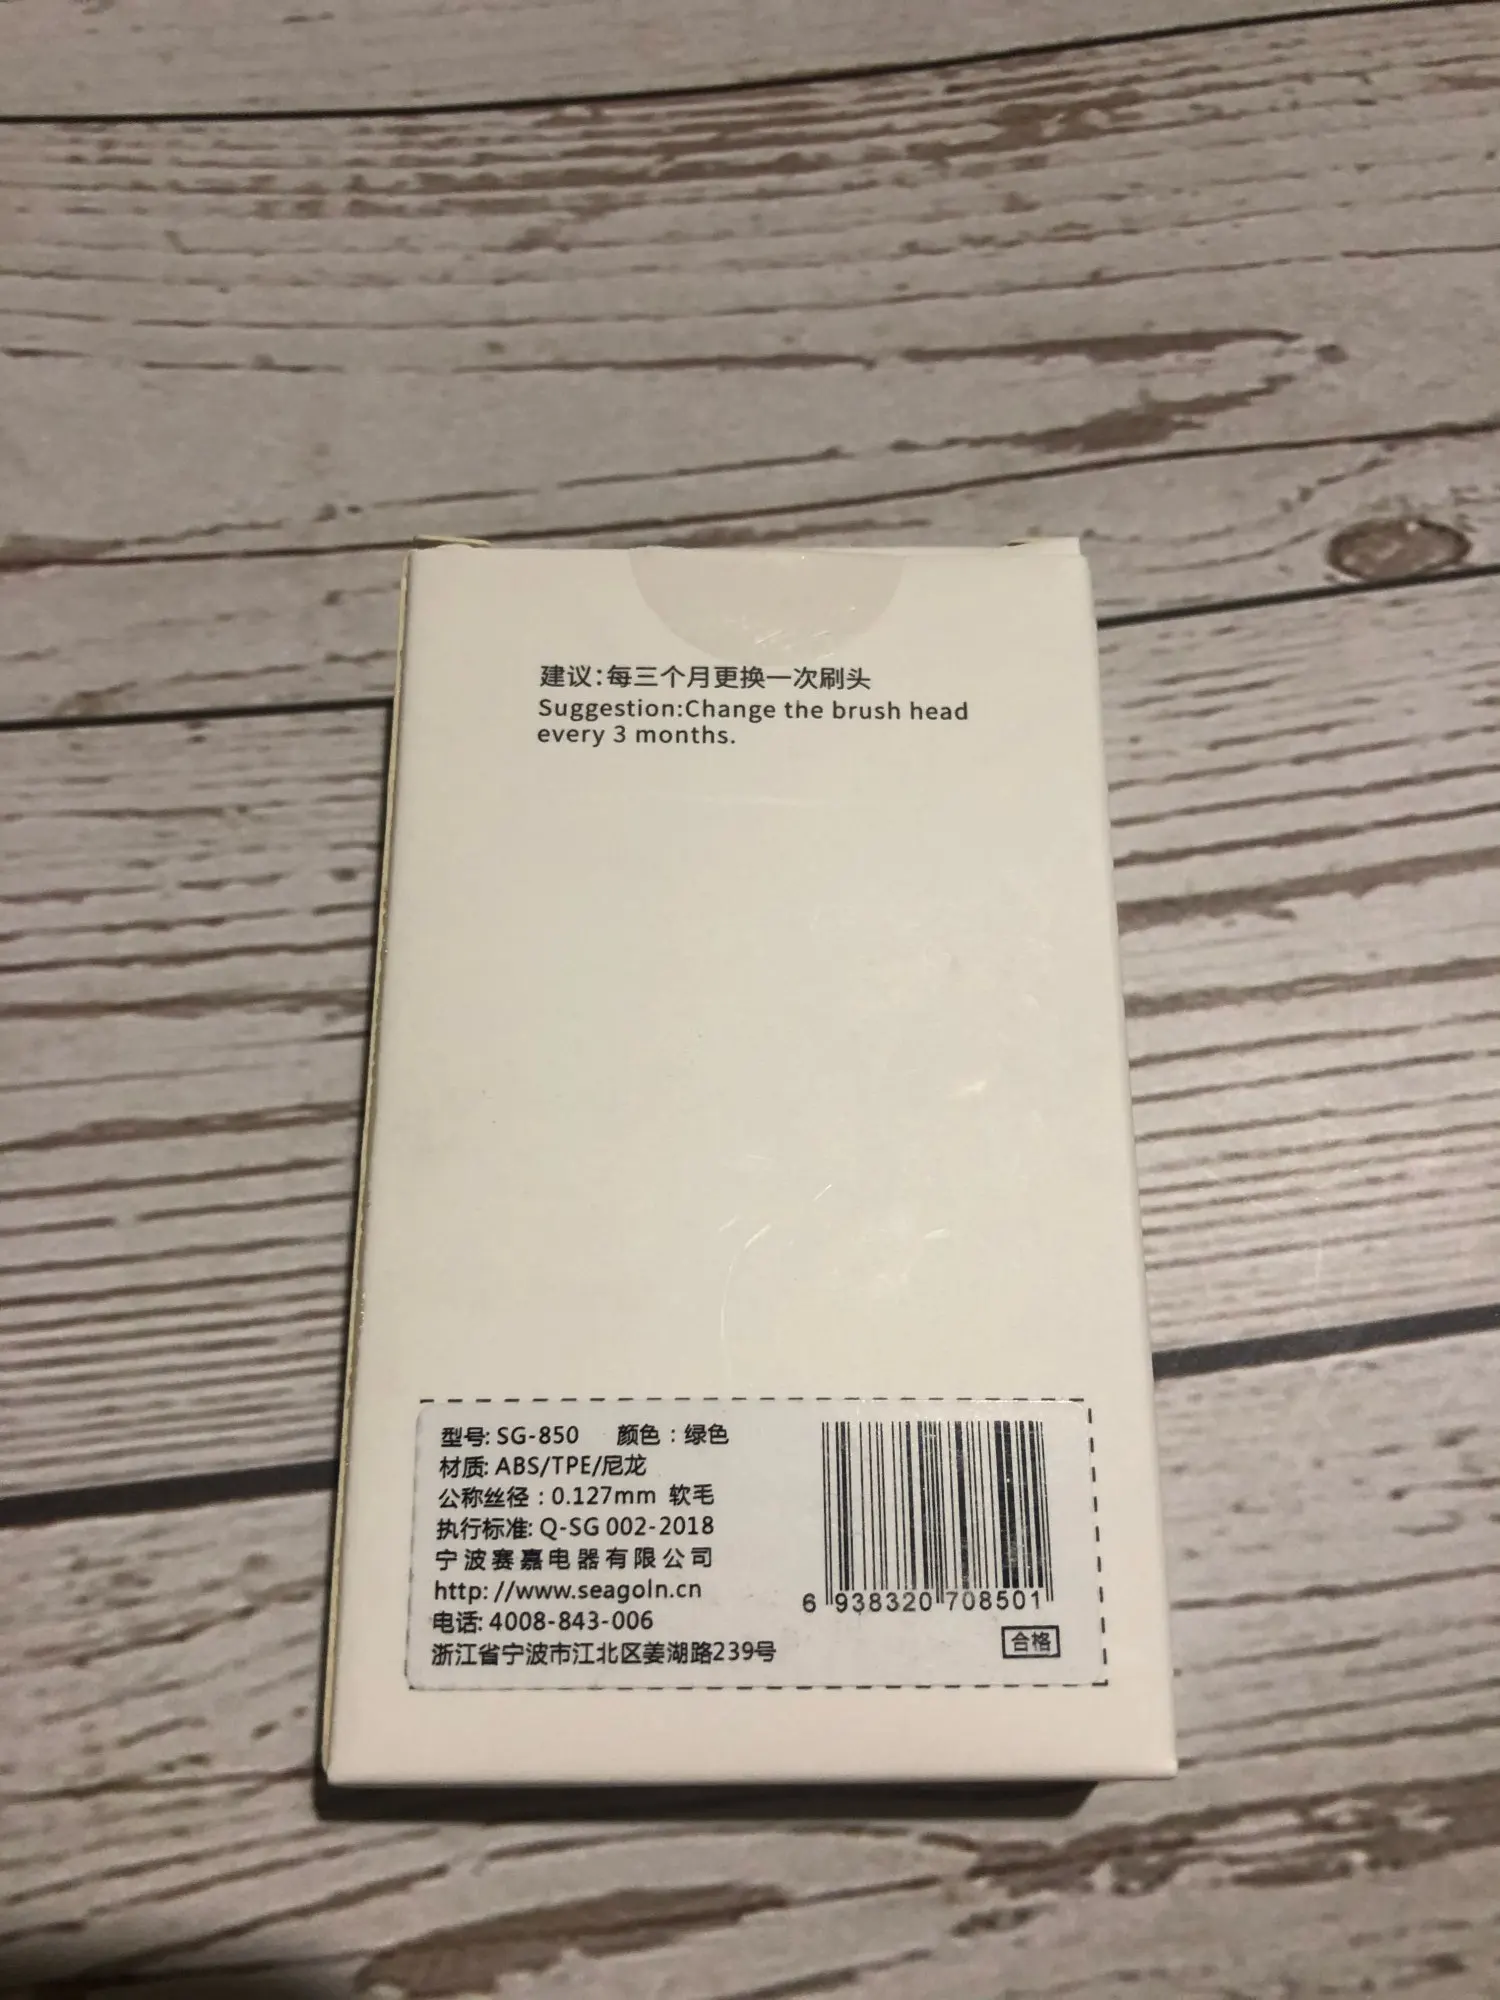 建议:每三个月更换一次刷头
Suggestion:Change the brush head
every 3 months.
型号: SG-850 颜色：绿色
材质: ABS/TPE/尼龙
公称丝径：0.127mm 软毛
执行标准: Q-SG 002-2018
宁波赛嘉电器有限公司
http: //www.seagoln.cn
电话: 4008-843-006
浙江省宁波市江北区姜湖路239号
6 938320 708501
合格